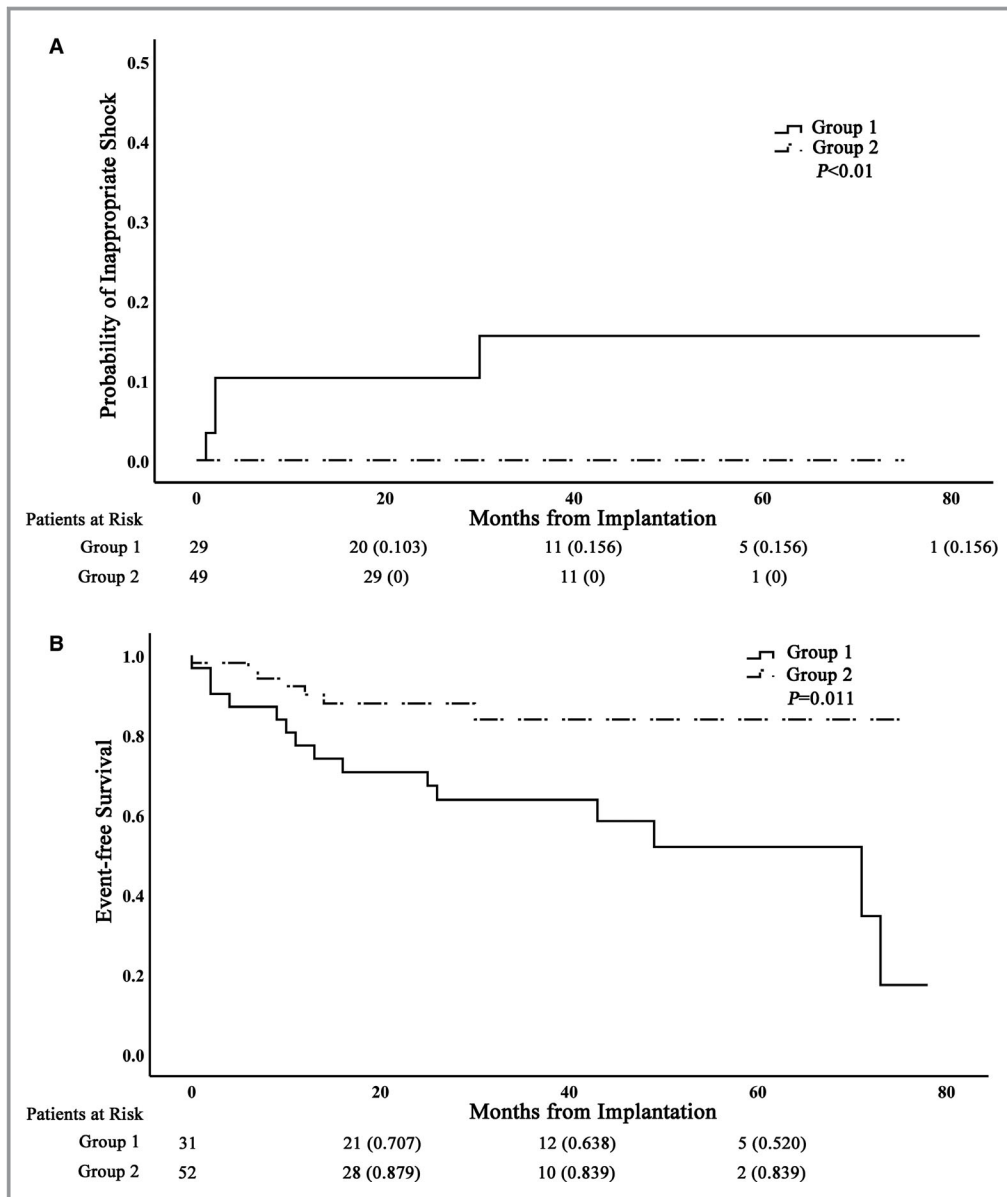 A
Probability of Inappropriate Shock
0.5
0.4
0.3
0.2
0.1
0.0
Group 1
Group 2
P<0.01
0 20 40 60 80
Months from Implantation
Patients at Risk
Group 1 29 20 (0.103) 11 (0.156) 5 (0.156) 1 (0.156)
Group 2 49 29 (0) 11 (0) 1 (0)
B
Event-free Survival
1.0
0.8
0.6
0.4
0.2
0.0
Group 1
Group 2
P=0.011
0 20 40 60 80
Months from Implantation
Patients at Risk
Group 1 31 21 (0.707) 12 (0.638) 5 (0.520)
Group 2 52 28 (0.879) 10 (0.839) 2 (0.839)